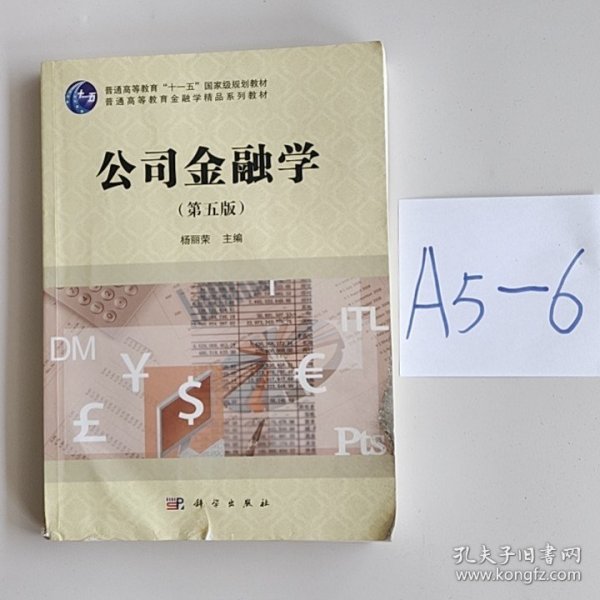 普通高等教育“十一五”国家级规划教材
普通高等教育金融学精品系列教材
十一五
公司金融学
（第五版）
杨丽荣 主编
DM
¥
£
$
€
ITL
Pts
SP
科学出版社
A5-6
孔夫子旧书网
www.kongfz.com